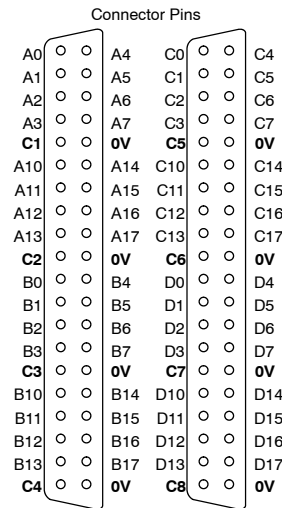 Connector Pins
A0 A4 C0 C4
A1 A5 C1 C5
A2 A6 C2 C6
A3 A7 C3 C7
C1 0V C5 0V
A10 A14 C10 C14
A11 A15 C11 C15
A12 A16 C12 C16
A13 A17 C13 C17
C2 0V C6 0V
B0 B4 D0 D4
B1 B5 D1 D5
B2 B6 D2 D6
B3 B7 D3 D7
C3 0V C7 0V
B10 B14 D10 D14
B11 B15 D11 D15
B12 B16 D12 D16
B13 B17 D13 D17
C4 0V C8 0V